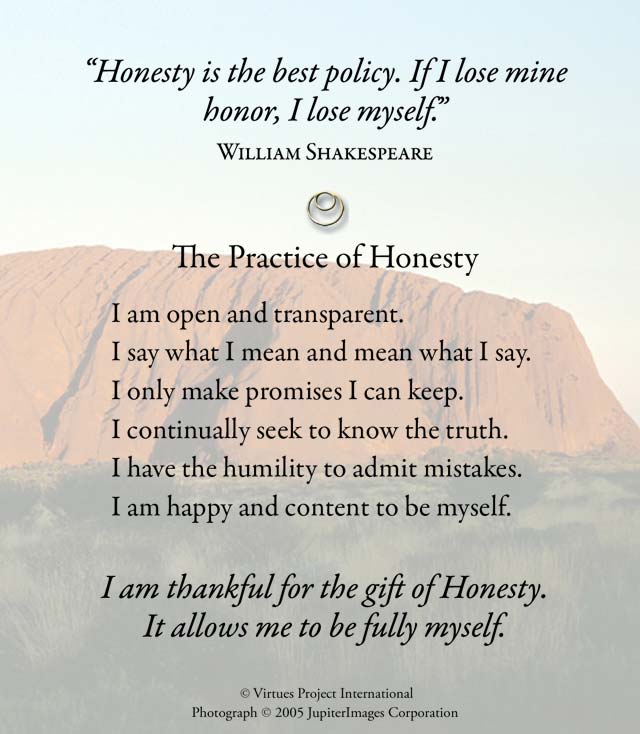 “Honesty is the best policy. If I lose mine
honor, I lose myself.”
William Shakespeare
The Practice of Honesty
I am open and transparent.
I say what I mean and mean what I say.
I only make promises I can keep.
I continually seek to know the truth.
I have the humility to admit mistakes.
I am happy and content to be myself.
I am thankful for the gift of Honesty.
It allows me to be fully myself.
© Virtues Project International
Photograph © 2005 JupiterImages Corporation